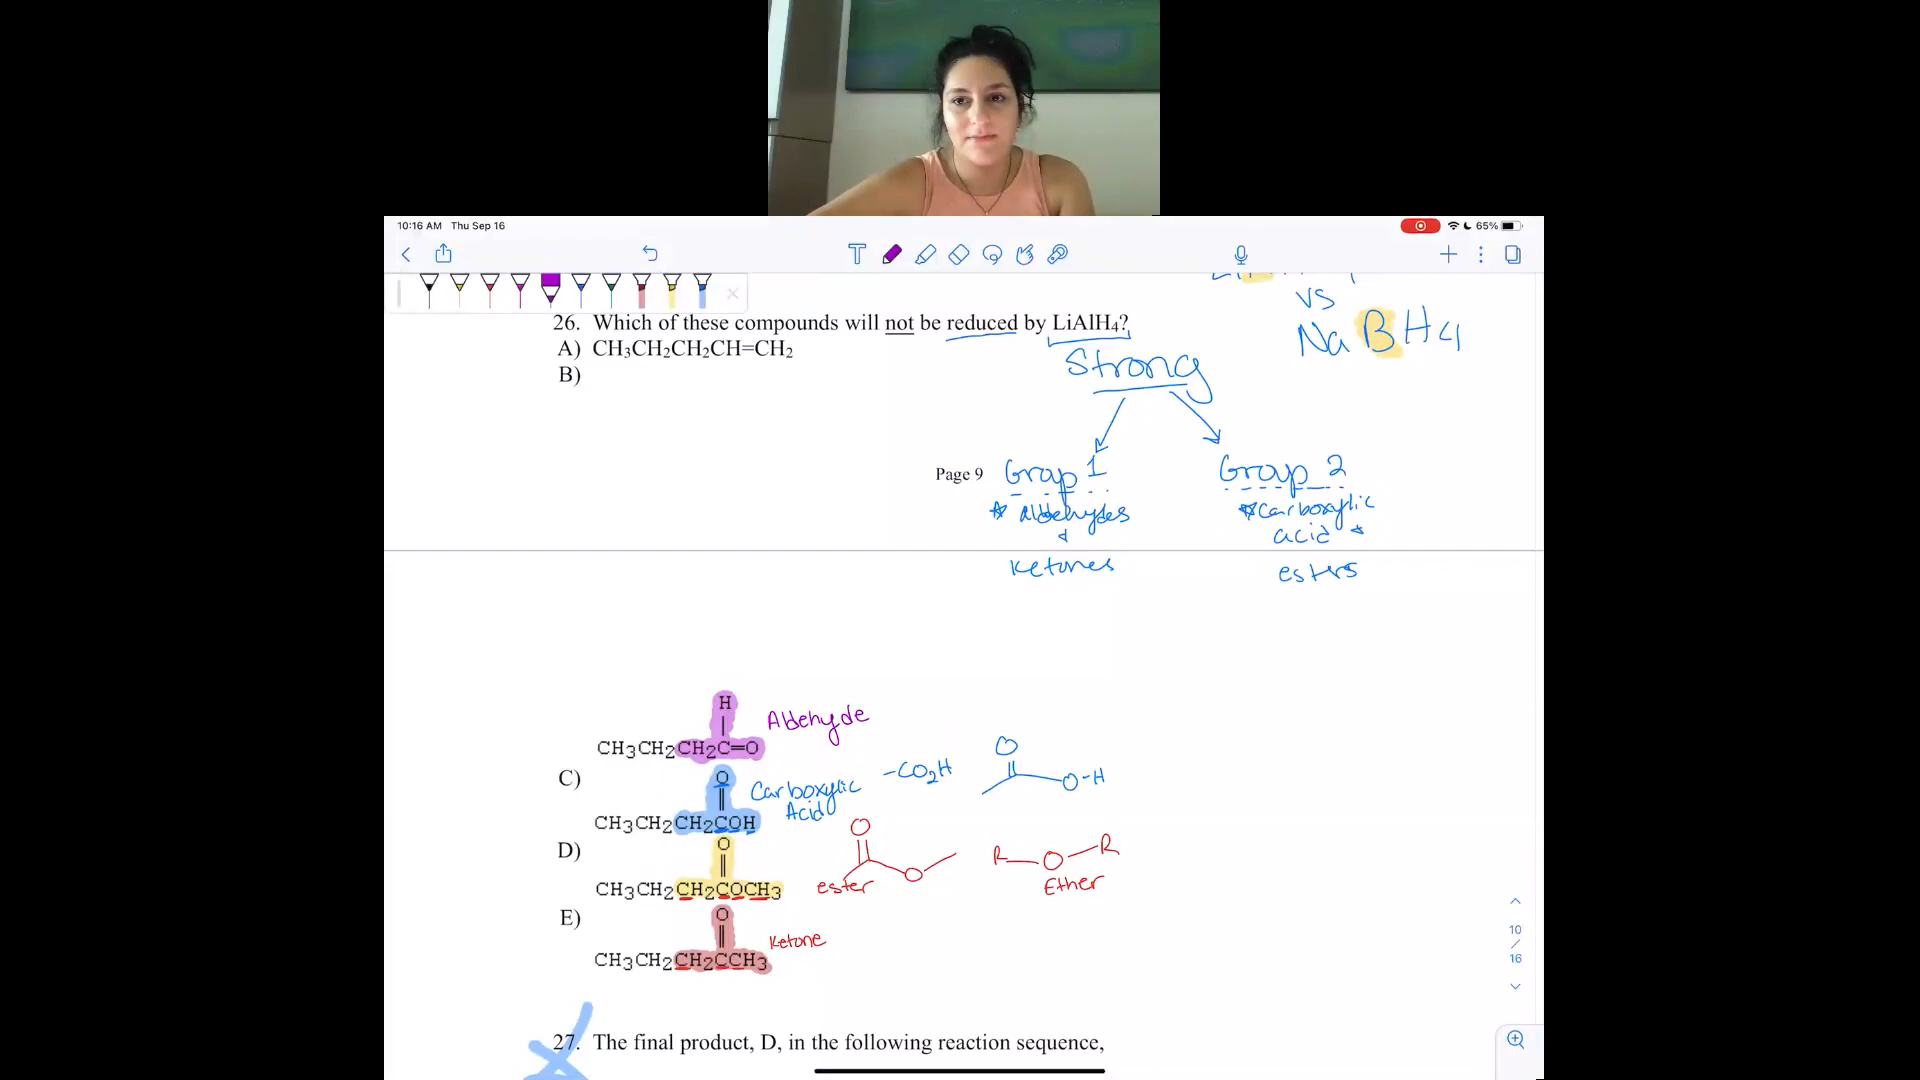 10:16 AM Thu Sep 16
65%
vs
NaBH4
26. Which of these compounds will not be reduced by LiAlH4?
A) CH3CH2CH2CH=CH2
B)
Strong
Page 9
Group 1
Group 2
* Aldehydes
&
Ketones
*Carboxylic
acid *
esters
H
CH3CH2CH2C=O
Aldehyde
C)
O
CH3CH2CH2COH
Carboxylic
Acid
-CO2H
O
O-H
D)
O
CH3CH2CH2COCH3
O
O
ester
R-O-R
Ether
E)
O
CH3CH2CH2CCH3
Ketone
10
/
16
27. The final product, D, in the following reaction sequence,